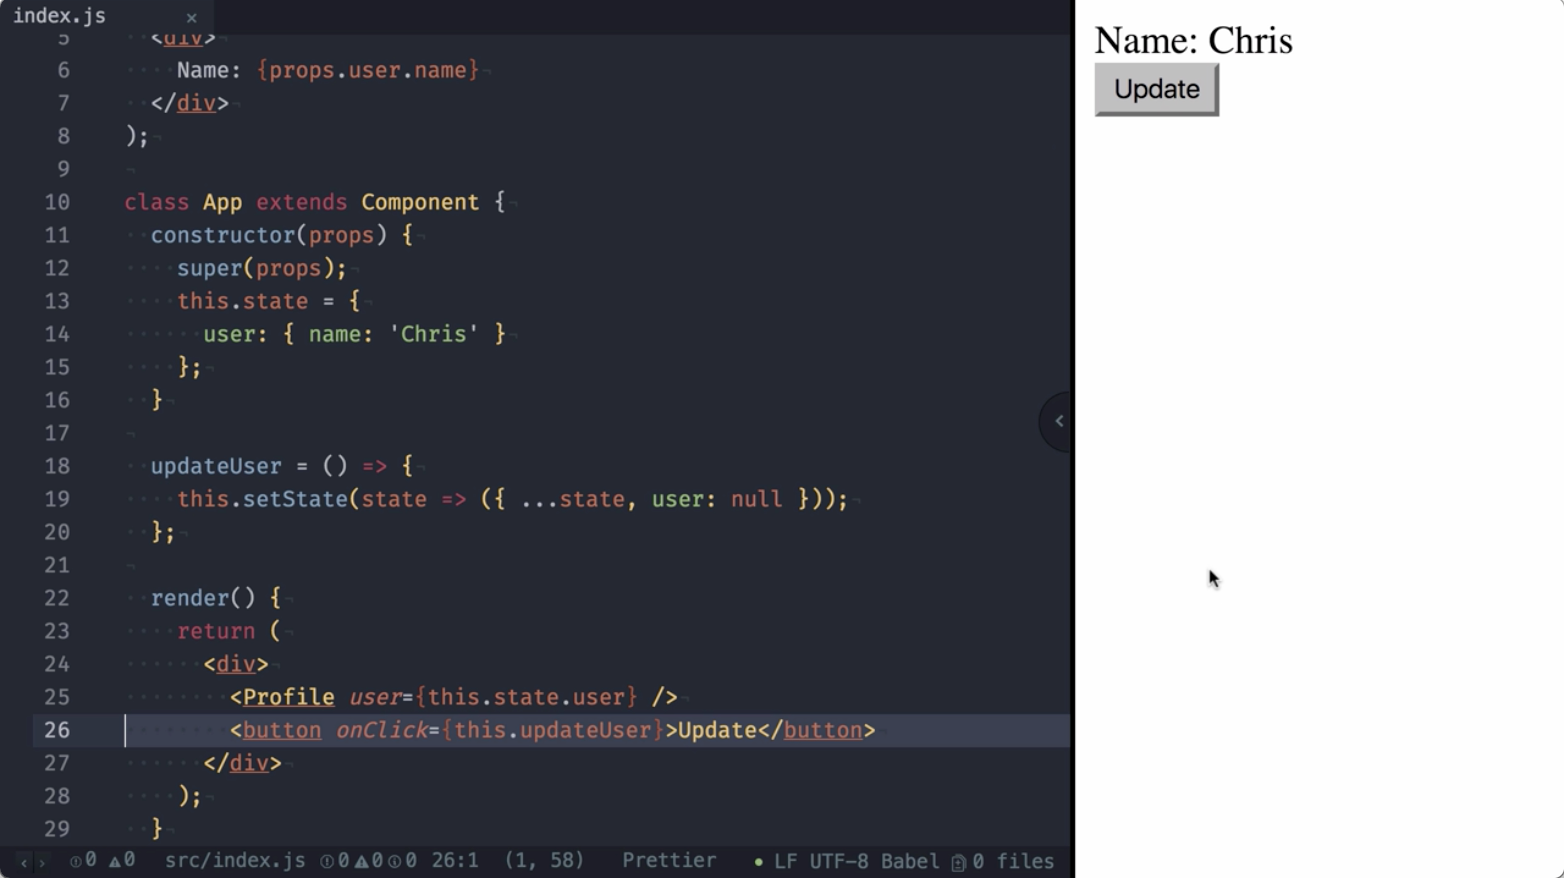 index.js ×
5 <div>
6 Name: {props.user.name}
7 </div>
8 );
9
10 class App extends Component {
11 constructor(props) {
12 super(props);
13 this.state = {
14 user: { name: 'Chris' }
15 };
16 }
17
18 updateUser = () => {
19 this.setState(state => ({ ...state, user: null }));
20 };
21
22 render() {
23 return (
24 <div>
25 <Profile user={this.state.user} />
26 <button onClick={this.updateUser}>Update</button>
27 </div>
28 );
29 }
0 0 src/index.js 0 0 0 26:1 (1, 58) Prettier LF UTF-8 Babel 0 files
Name: Chris
Update